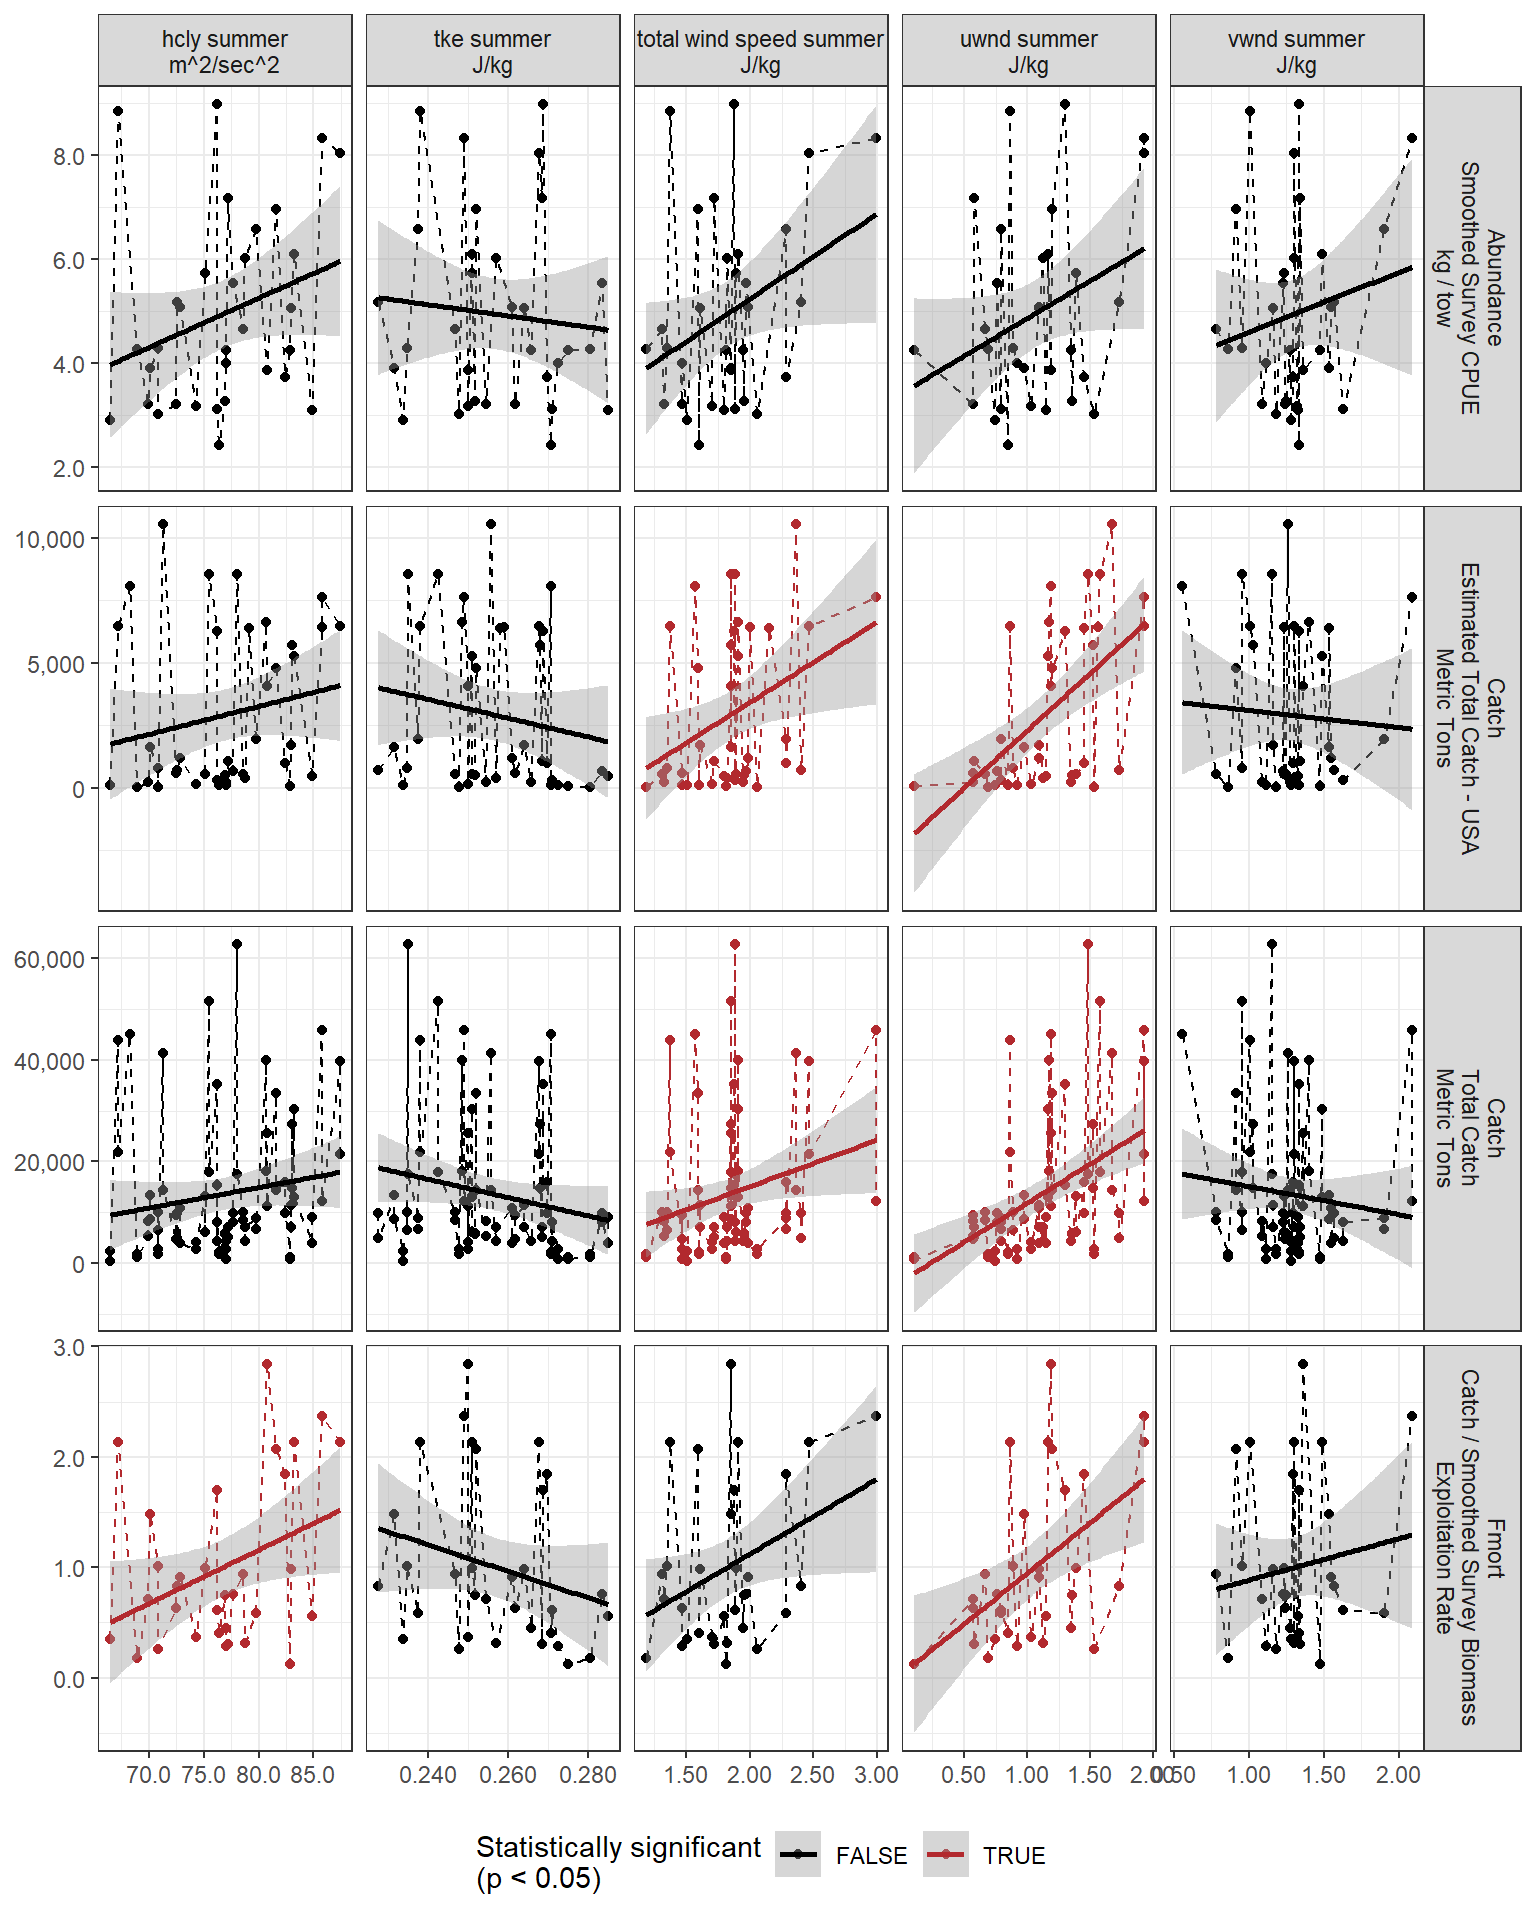 hcly summer
m^2/sec^2
tke summer
J/kg
total wind speed summer
J/kg
uwnd summer
J/kg
vwnd summer
J/kg
8.0
6.0
4.0
2.0
Abundance
Smoothed Survey CPUE
kg / tow
10,000
5,000
0
Catch
Estimated Total Catch - USA
Metric Tons
60,000
40,000
20,000
0
Catch
Total Catch
Metric Tons
3.0
2.0
1.0
0.0
Fmort
Catch / Smoothed Survey Biomass
Exploitation Rate
70.0 75.0 80.0 85.0
0.240 0.260 0.280
1.50 2.00 2.50 3.00
0.50 1.00 1.50 2.00
0.50 1.00 1.50 2.00
Statistically significant
(p < 0.05)
FALSE
TRUE